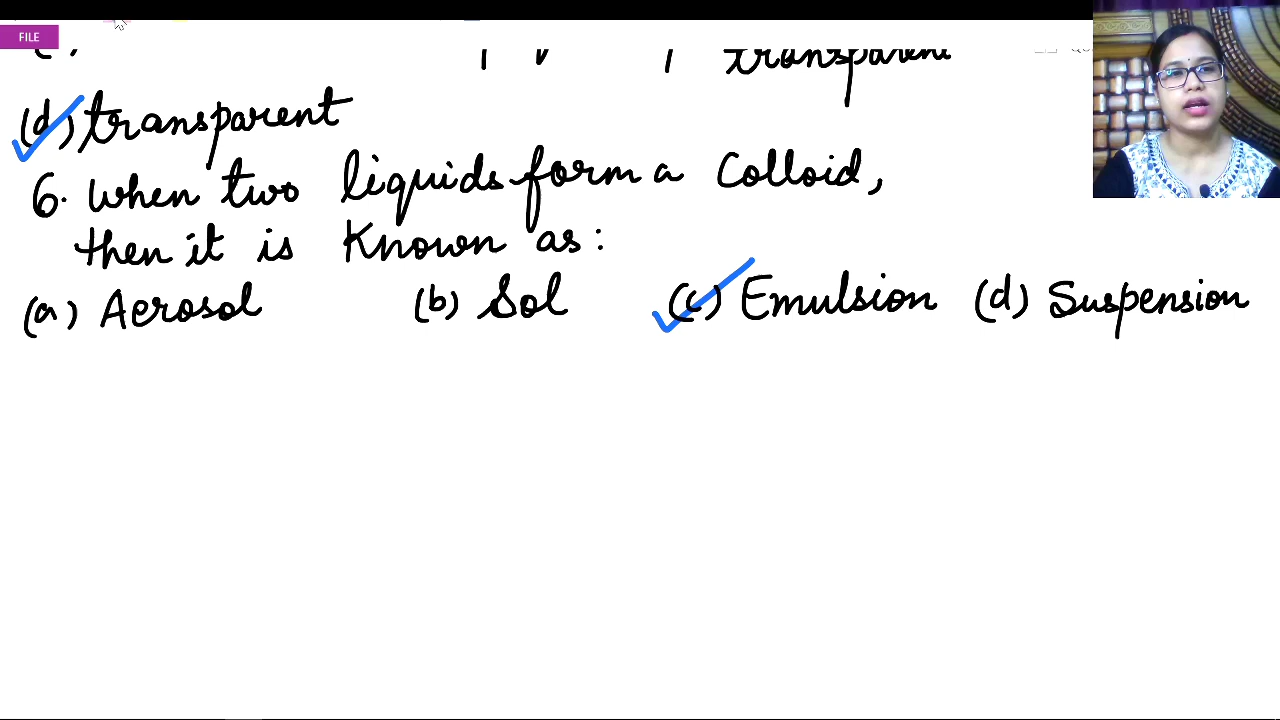 FILE
transparent
(d) transparent
6. When two liquids form a Colloid,
then it is Known as:
(a) Aerosol (b) Sol (c) Emulsion (d) Suspension